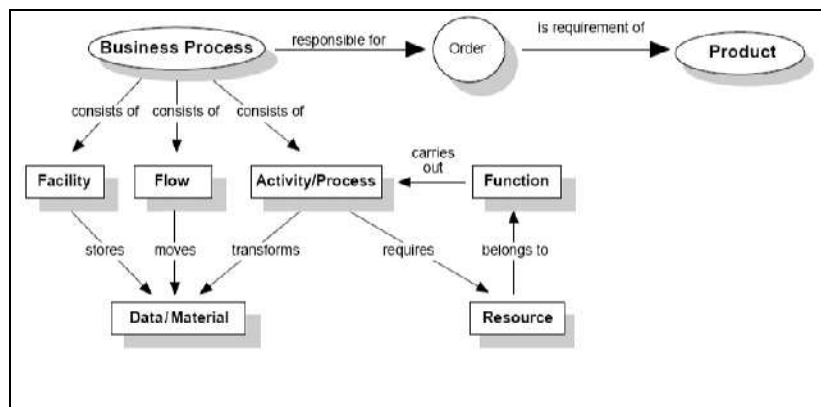 Business Process
responsible for
Order
is requirement of
Product
consists of
consists of
consists of
Facility
Flow
Activity/Process
carries
out
Function
stores
moves
transforms
requires
belongs to
Data/Material
Resource